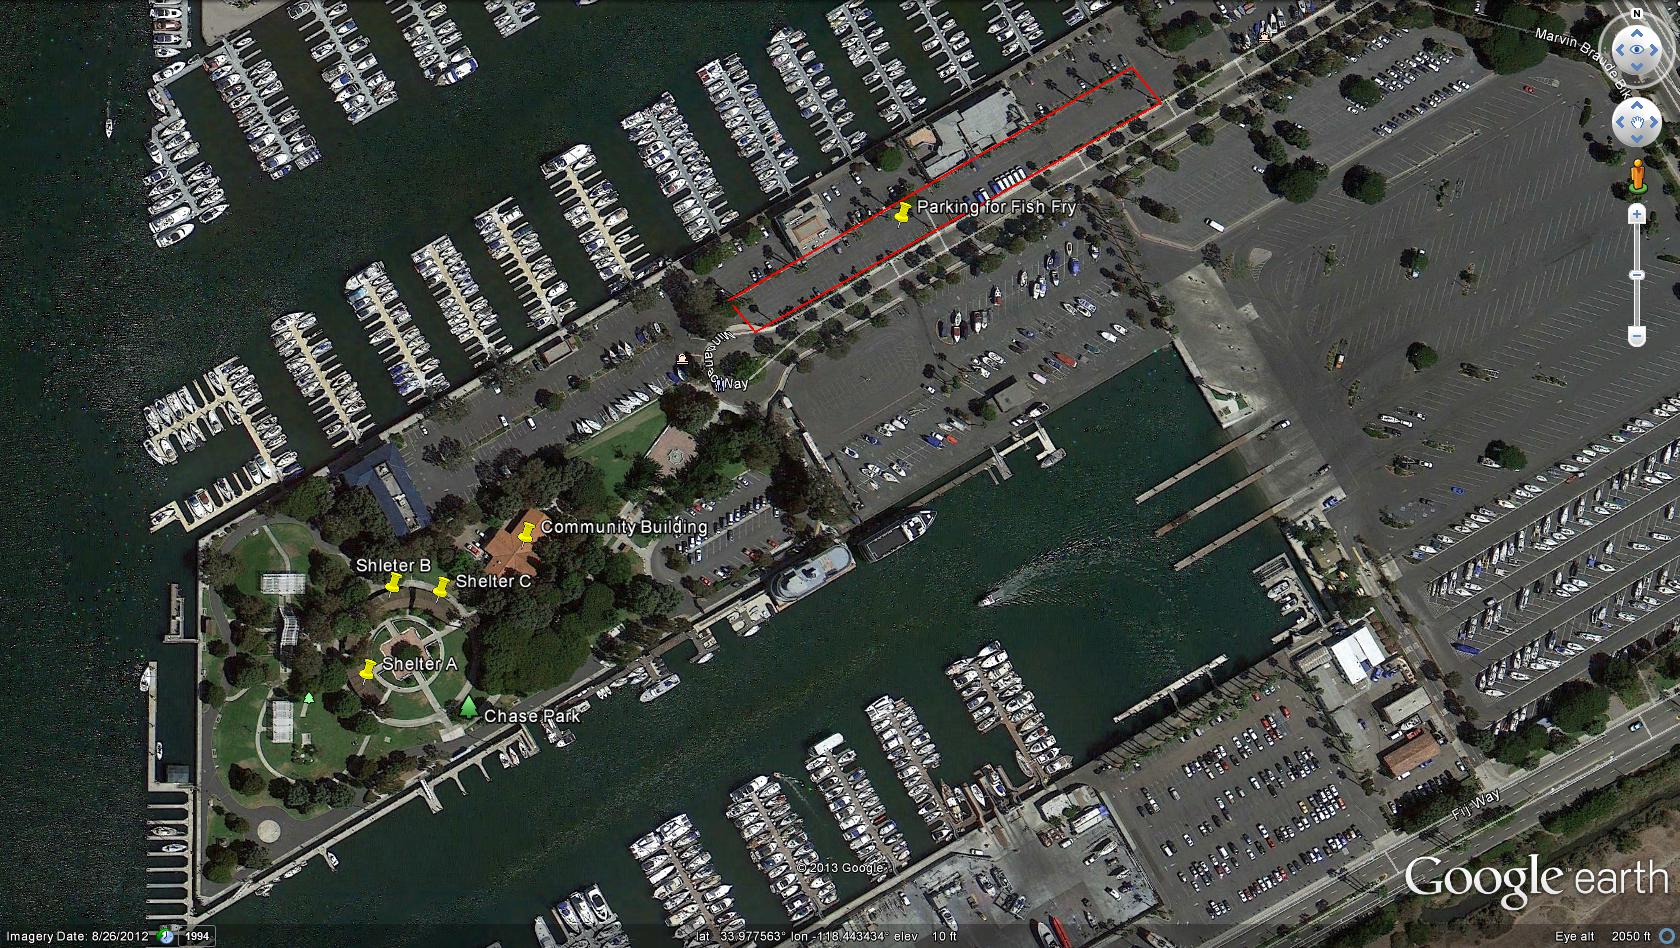 N
Marvin Braude Bik
Parking for Fish Fry
Way
Community Building
Shleter B
Shelter C
Shelter A
Chase Park
Fiji Way
© 2013 Google
Google earth
Imagery Date: 8/26/2012 1994 lat 33.977563° lon -118.443434° elev 10 ft Eye alt 2050 ft